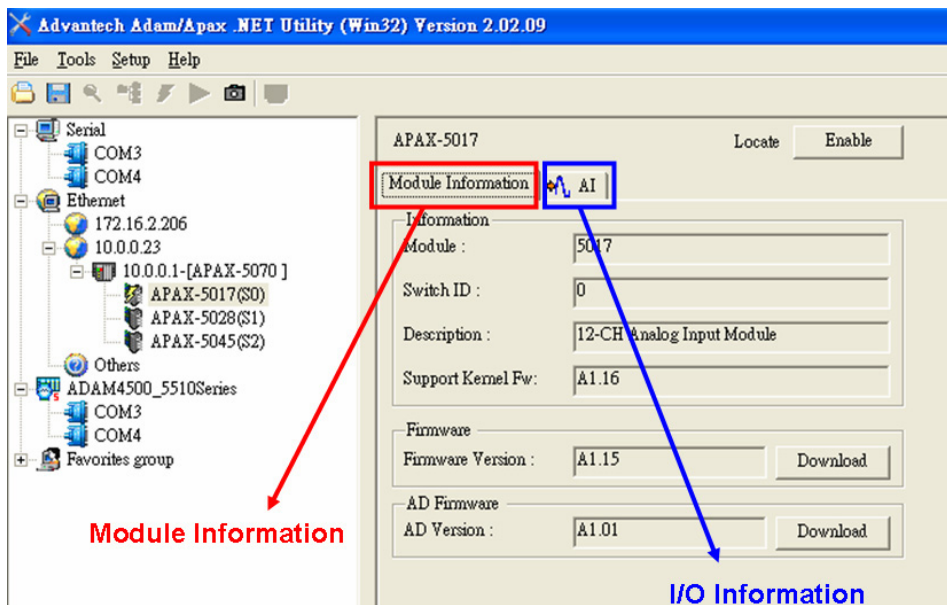 Advantech Adam/Apax .NET Utility (Win32) Version 2.02.09
File Tools Setup Help
Serial
COM3
COM4
Ethernet
172.16.2.206
10.0.0.23
10.0.0.1-[APAX-5070 ]
APAX-5017(S0)
APAX-5028(S1)
APAX-5045(S2)
Others
ADAM4500_5510Series
COM3
COM4
Favorites group
APAX-5017
Locate Enable
Module Information AI
Information
Module : 5017
Switch ID : 0
Description : 12-CH Analog Input Module
Support Kernel Fw: A1.16
Firmware
Firmware Version : A1.15 Download
AD Firmware
AD Version : A1.01 Download
Module Information
I/O Information